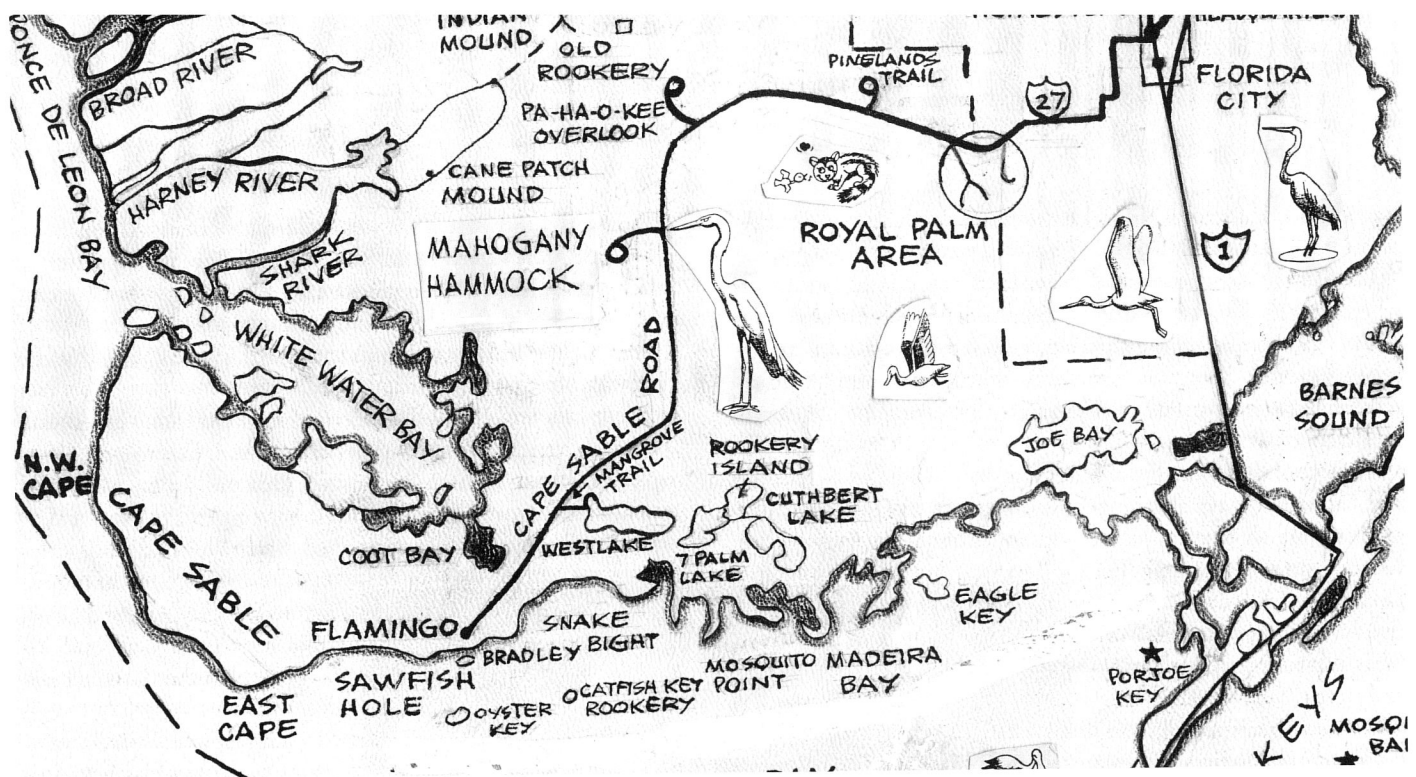 INDIAN
MOUND
OLD
ROOKERY
PINELANDS
TRAIL
PONCE DE LEON BAY
BROAD RIVER
PA-HA-O-KEE
OVERLOOK
27
FLORIDA
CITY
HARNEY RIVER
CANE PATCH
MOUND
MAHOGANY
HAMMOCK
ROYAL PALM
AREA
1
SHARK
RIVER
WHITE WATER BAY
CAPE SABLE ROAD
MANGROVE
TRAIL
BARNES
SOUND
JOE BAY
ROOKERY
ISLAND
N.W.
CAPE
CAPE SABLE
CUTHBERT
LAKE
COOT BAY
WESTLAKE
7 PALM
LAKE
EAGLE
KEY
FLAMINGO
SNAKE
BIGHT
BRADLEY
MOSQUITO
POINT
MADEIRA
BAY
PORJOE
KEY
EAST
CAPE
SAWFISH
HOLE
OYSTER
KEY
CATFISH KEY
ROOKERY
KEYS